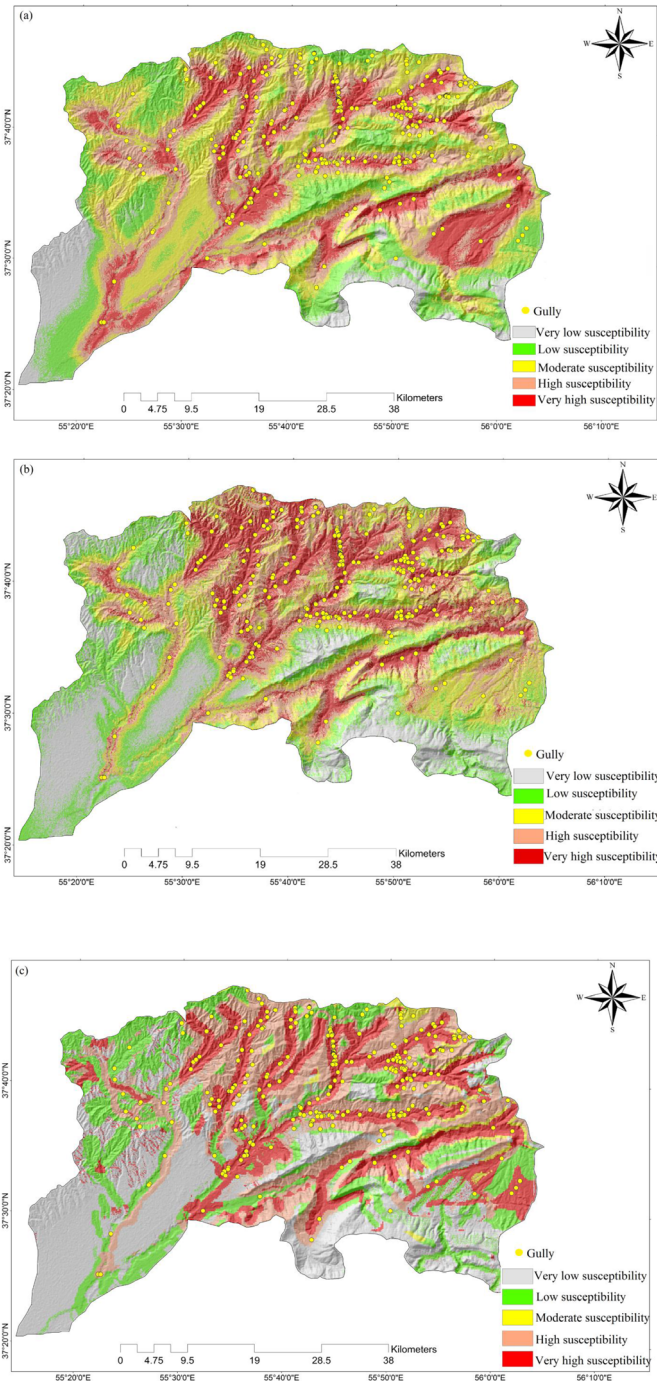 (a)
N
W E
S
37°40'0"N
37°30'0"N
37°20'0"N
Gully
Very low susceptibility
Low susceptibility
Moderate susceptibility
High susceptibility
Very high susceptibility
Kilometers
0 4.75 9.5 19 28.5 38
55°20'0"E 55°30'0"E 55°40'0"E 55°50'0"E 56°0'0"E 56°10'0"E
(b)
N
W E
S
37°40'0"N
37°30'0"N
37°20'0"N
Gully
Very low susceptibility
Low susceptibility
Moderate susceptibility
High susceptibility
Very high susceptibility
Kilometers
0 4.75 9.5 19 28.5 38
55°20'0"E 55°30'0"E 55°40'0"E 55°50'0"E 56°0'0"E 56°10'0"E
(c)
N
W E
S
37°40'0"N
37°30'0"N
37°20'0"N
Gully
Very low susceptibility
Low susceptibility
Moderate susceptibility
High susceptibility
Very high susceptibility
Kilometers
0 4.75 9.5 19 28.5 38
55°20'0"E 55°30'0"E 55°40'0"E 55°50'0"E 56°0'0"E 56°10'0"E